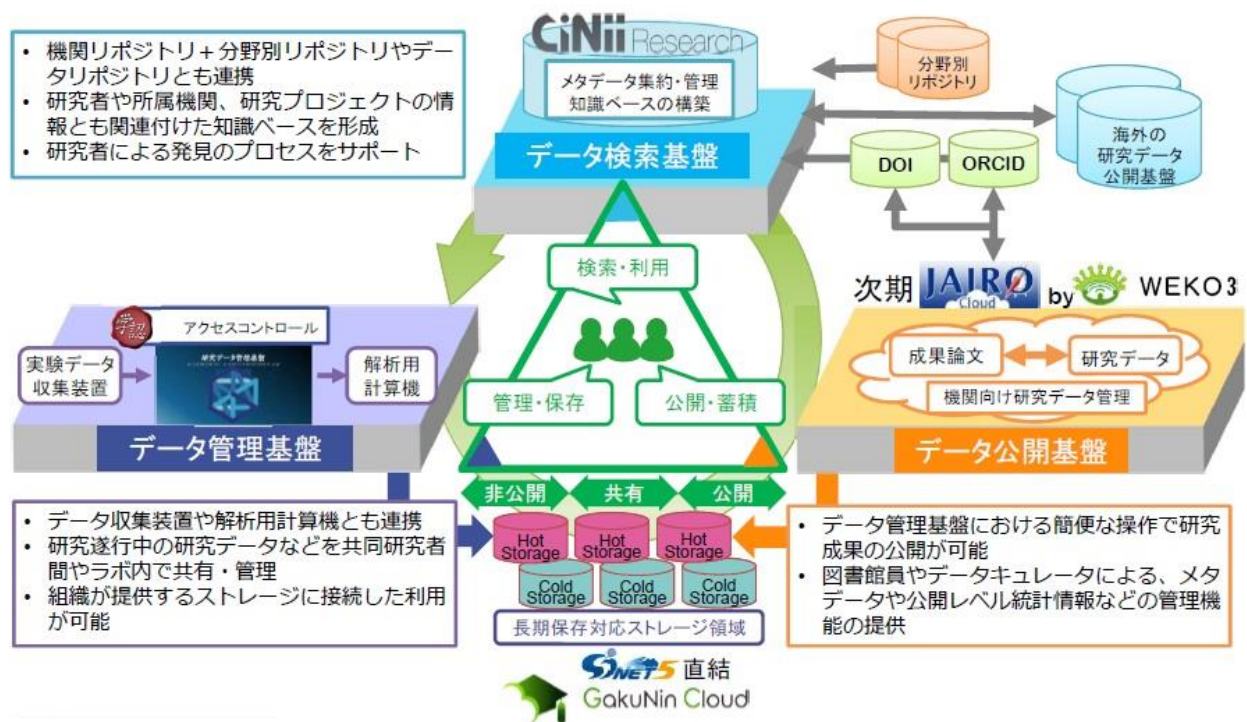 • 機関リポジトリ+分野別リポジトリやデー
タリポジトリとも連携
• 研究者や所属機関、研究プロジェクトの情
報とも関連付けた知識ベースを形成
• 研究者による発見のプロセスをサポート
CiNii Research
メタデータ集約・管理
知識ベースの構築
データ検索基盤
分野別
リポジトリ
海外の
研究データ
公開基盤
DOI
ORCID
検索・利用
管理・保存
公開・蓄積
学認
アクセスコントロール
実験データ
収集装置
研究データ管理基盤
解析用
計算機
データ管理基盤
次期 JAIRO Cloud by WEKO3
成果論文
研究データ
機関向け研究データ管理
データ公開基盤
非公開
共有
公開
Hot
Storage
Hot
Storage
Hot
Storage
Cold
Storage
Cold
Storage
Cold
Storage
長期保存対応ストレージ領域
• データ収集装置や解析用計算機とも連携
• 研究遂行中の研究データなどを共同研究者
間やラボ内で共有・管理
• 組織が提供するストレージに接続した利用
が可能
• データ管理基盤における簡便な操作で研究
成果の公開が可能
• 図書館員やデータキュレータによる、メタ
データや公開レベル統計情報などの管理機
能の提供
SINET5 直結
GakuNin Cloud